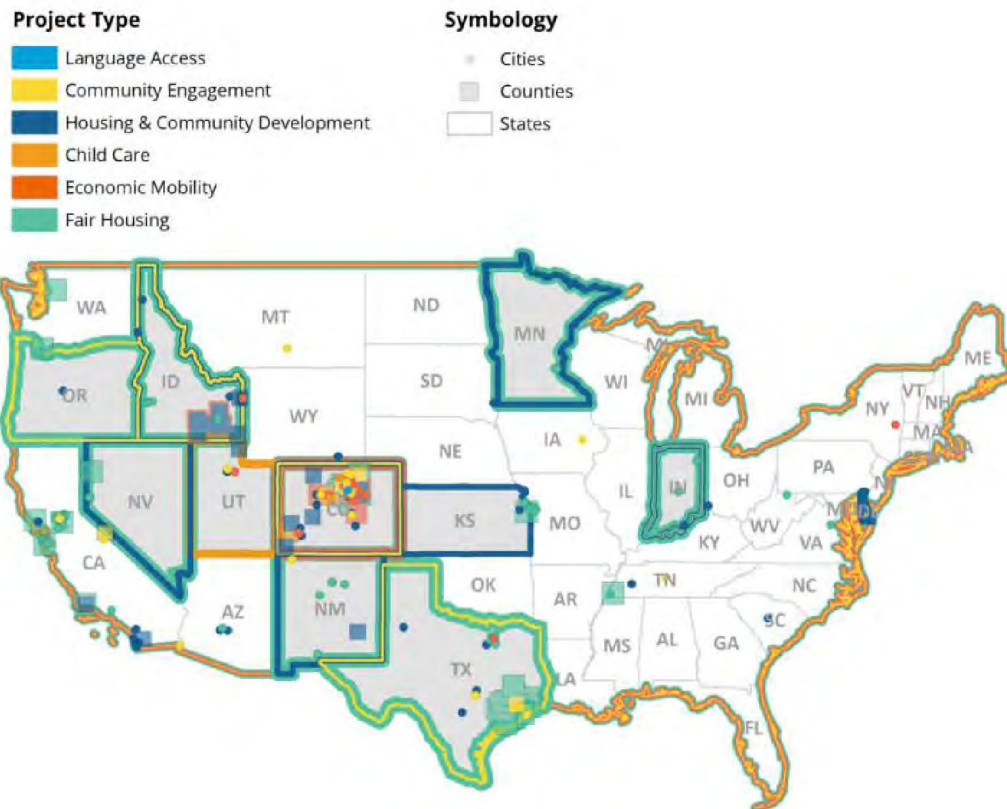 Project Type
Language Access
Community Engagement
Housing & Community Development
Child Care
Economic Mobility
Fair Housing
Symbology
Cities
Counties
States
WA
MT
ND
MN
ME
OR
ID
SD
WI
MI
VT
NH
NY
MA
WY
IA
NE
PA
NV
UT
CO
IL
IN
OH
KS
MO
WV
VA
CA
KY
AZ
NM
OK
AR
TN
NC
SC
TX
LA
MS
AL
GA
FL